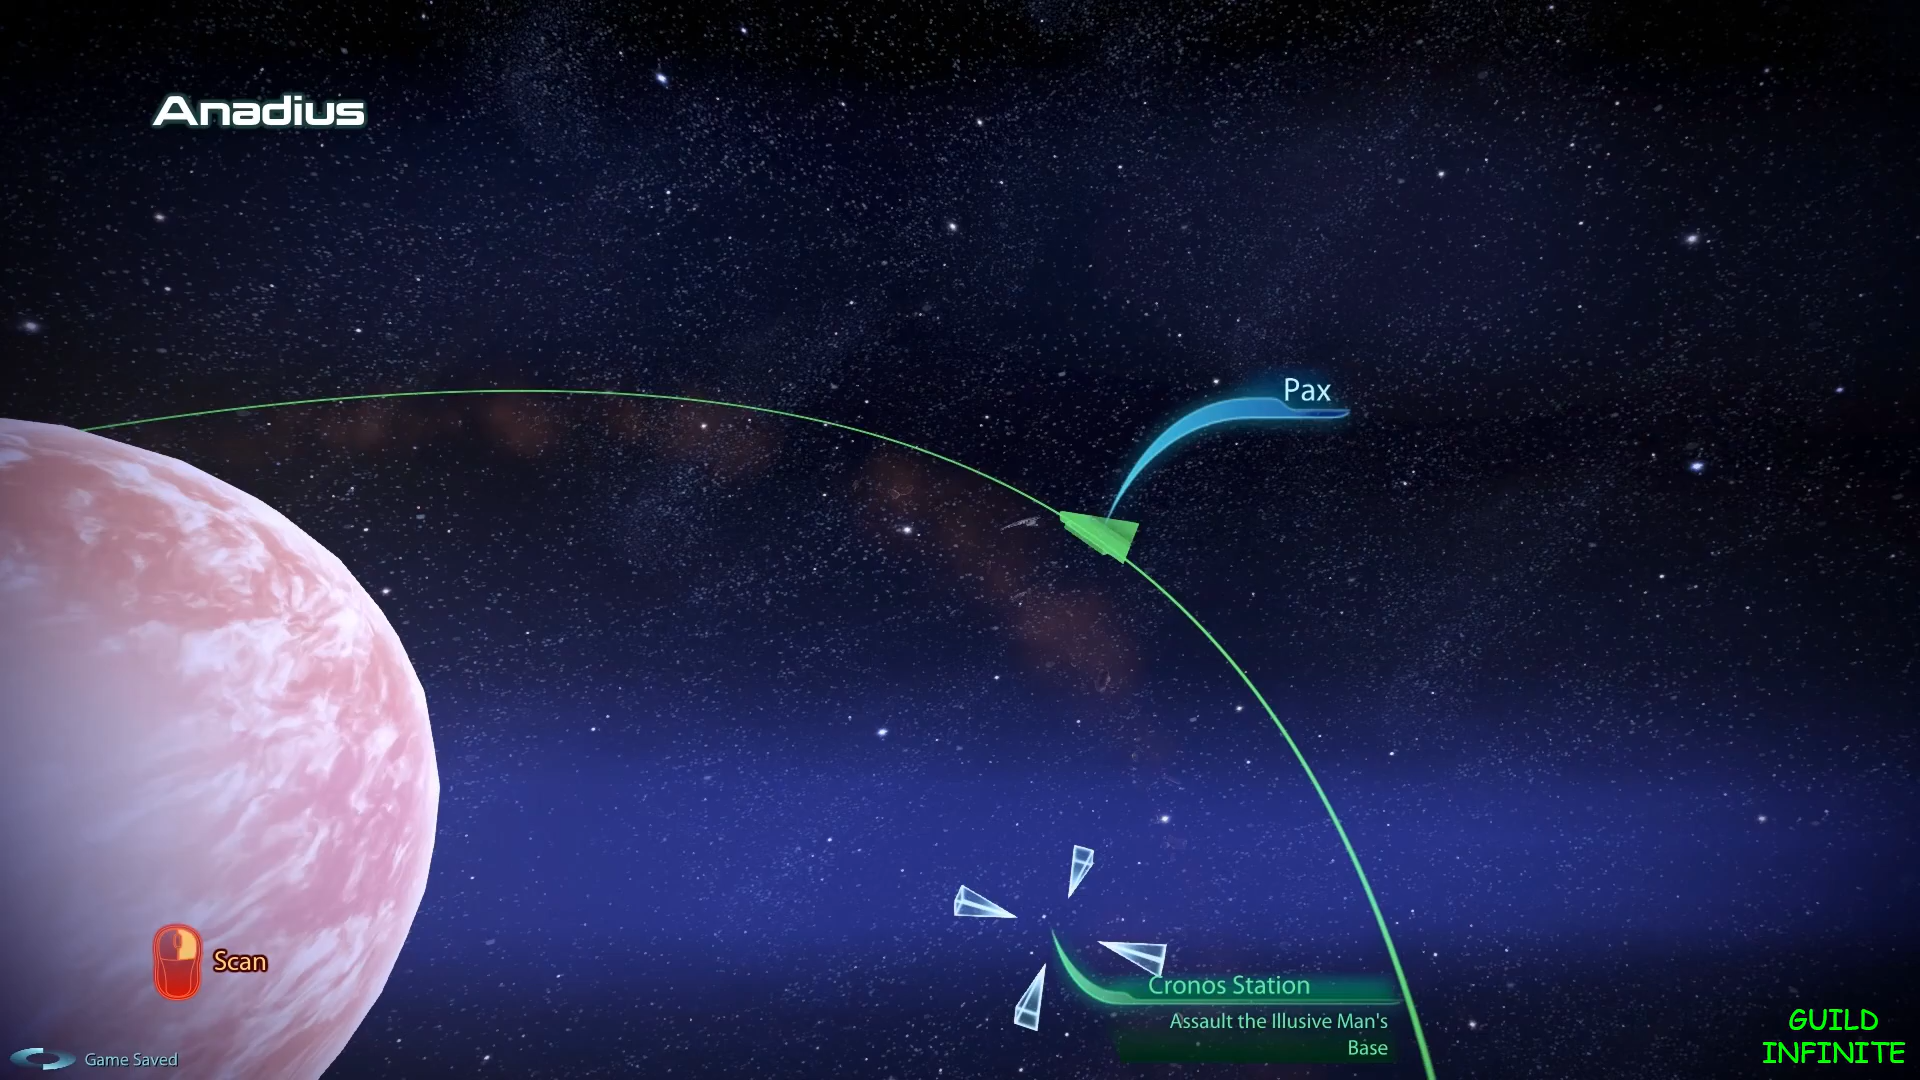 Anadius
Pax
Scan
Cronos Station
Assault the Illusive Man's
Base
Game Saved
GUILD
INFINITE